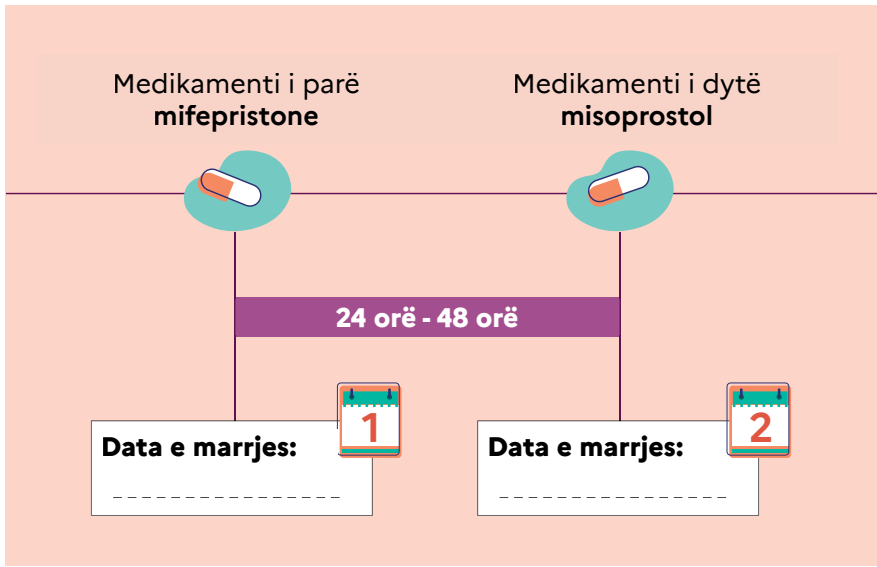 Medikamenti i parë
mifepristone
Medikamenti i dytë
misoprostol
24 orë - 48 orë
Data e marrjes:
1
Data e marrjes:
2